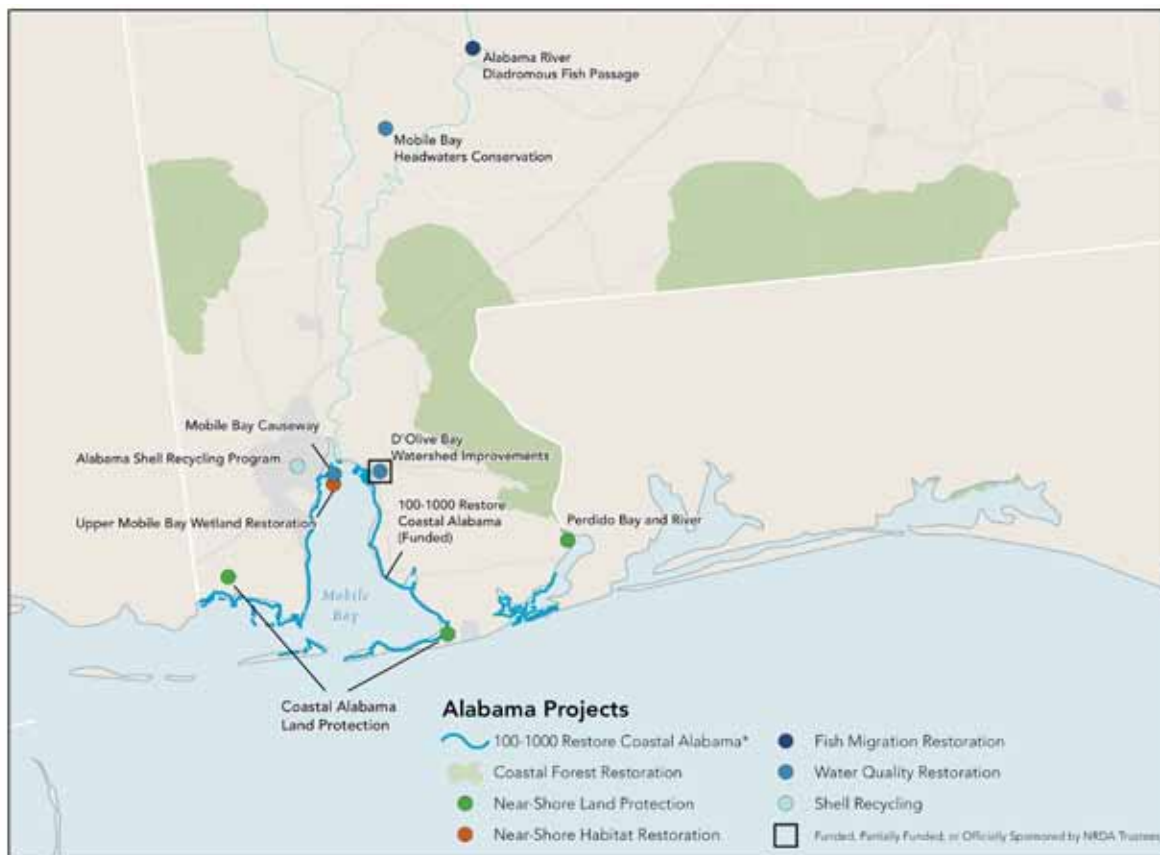 Alabama River
Diadromous Fish Passage
Mobile Bay
Headwaters Conservation
Mobile Bay Causeway
D'Olive Bay
Watershed Improvements
Alabama Shell Recycling Program
100-1000 Restore
Coastal Alabama
(Funded)
Upper Mobile Bay Wetland Restoration
Perdido Bay and River
Mobile
Bay
Coastal Alabama
Land Protection
Alabama Projects
100-1000 Restore Coastal Alabama*
Coastal Forest Restoration
Near-Shore Land Protection
Near-Shore Habitat Restoration
Fish Migration Restoration
Water Quality Restoration
Shell Recycling
Funded, Partially Funded, or Officially Sponsored by NRDA Trustees